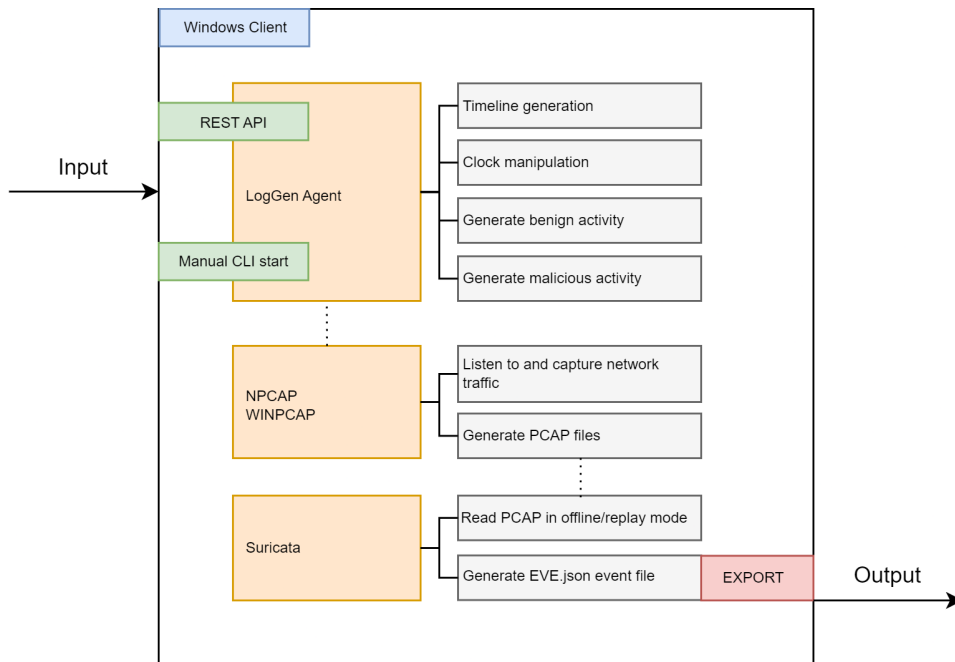 Windows Client
Input
REST API
LogGen Agent
Manual CLI start
Timeline generation
Clock manipulation
Generate benign activity
Generate malicious activity
NPCAP
WINPCAP
Listen to and capture network
traffic
Generate PCAP files
Suricata
Read PCAP in offline/replay mode
Generate EVE.json event file
EXPORT
Output